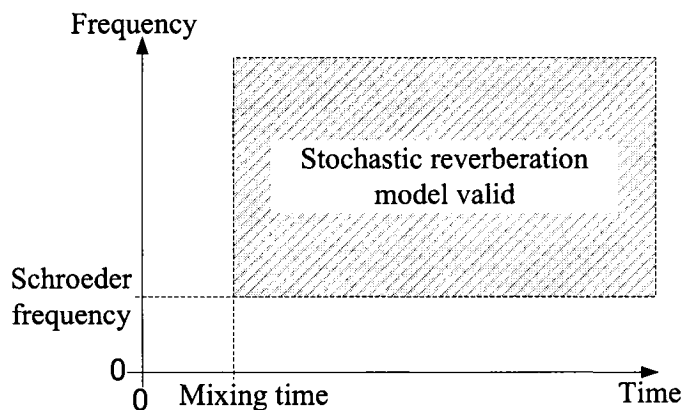 Frequency
Stochastic reverberation
model valid
Schroeder
frequency
0
0
Mixing time
Time